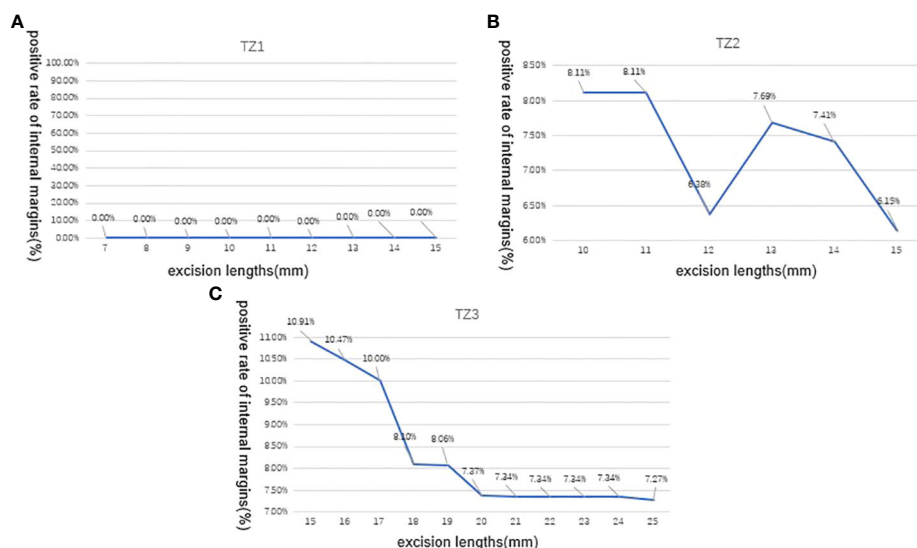 A
TZ1
positive rate of internal margins(%)
100.00%
90.00%
80.00%
70.00%
60.00%
50.00%
40.00%
30.00%
20.00%
10.00%
0.00%
0.00% 0.00% 0.00% 0.00% 0.00% 0.00% 0.00% 0.00% 0.00%
7 8 9 10 11 12 13 14 15
excision lengths(mm)
B
TZ2
positive rate of internal margins(%)
8.50%
8.00%
7.50%
7.00%
6.50%
6.00%
8.11% 8.11% 6.38% 7.69% 7.41% 6.15%
10 11 12 13 14 15
excision lengths(mm)
C
TZ3
positive rate of internal margins(%)
11.00%
10.50%
10.00%
9.50%
9.00%
8.50%
8.00%
7.50%
7.00%
10.91% 10.47% 10.00% 8.10% 8.06% 7.37% 7.34% 7.34% 7.34% 7.34% 7.27%
15 16 17 18 19 20 21 22 23 24 25
excision lengths(mm)